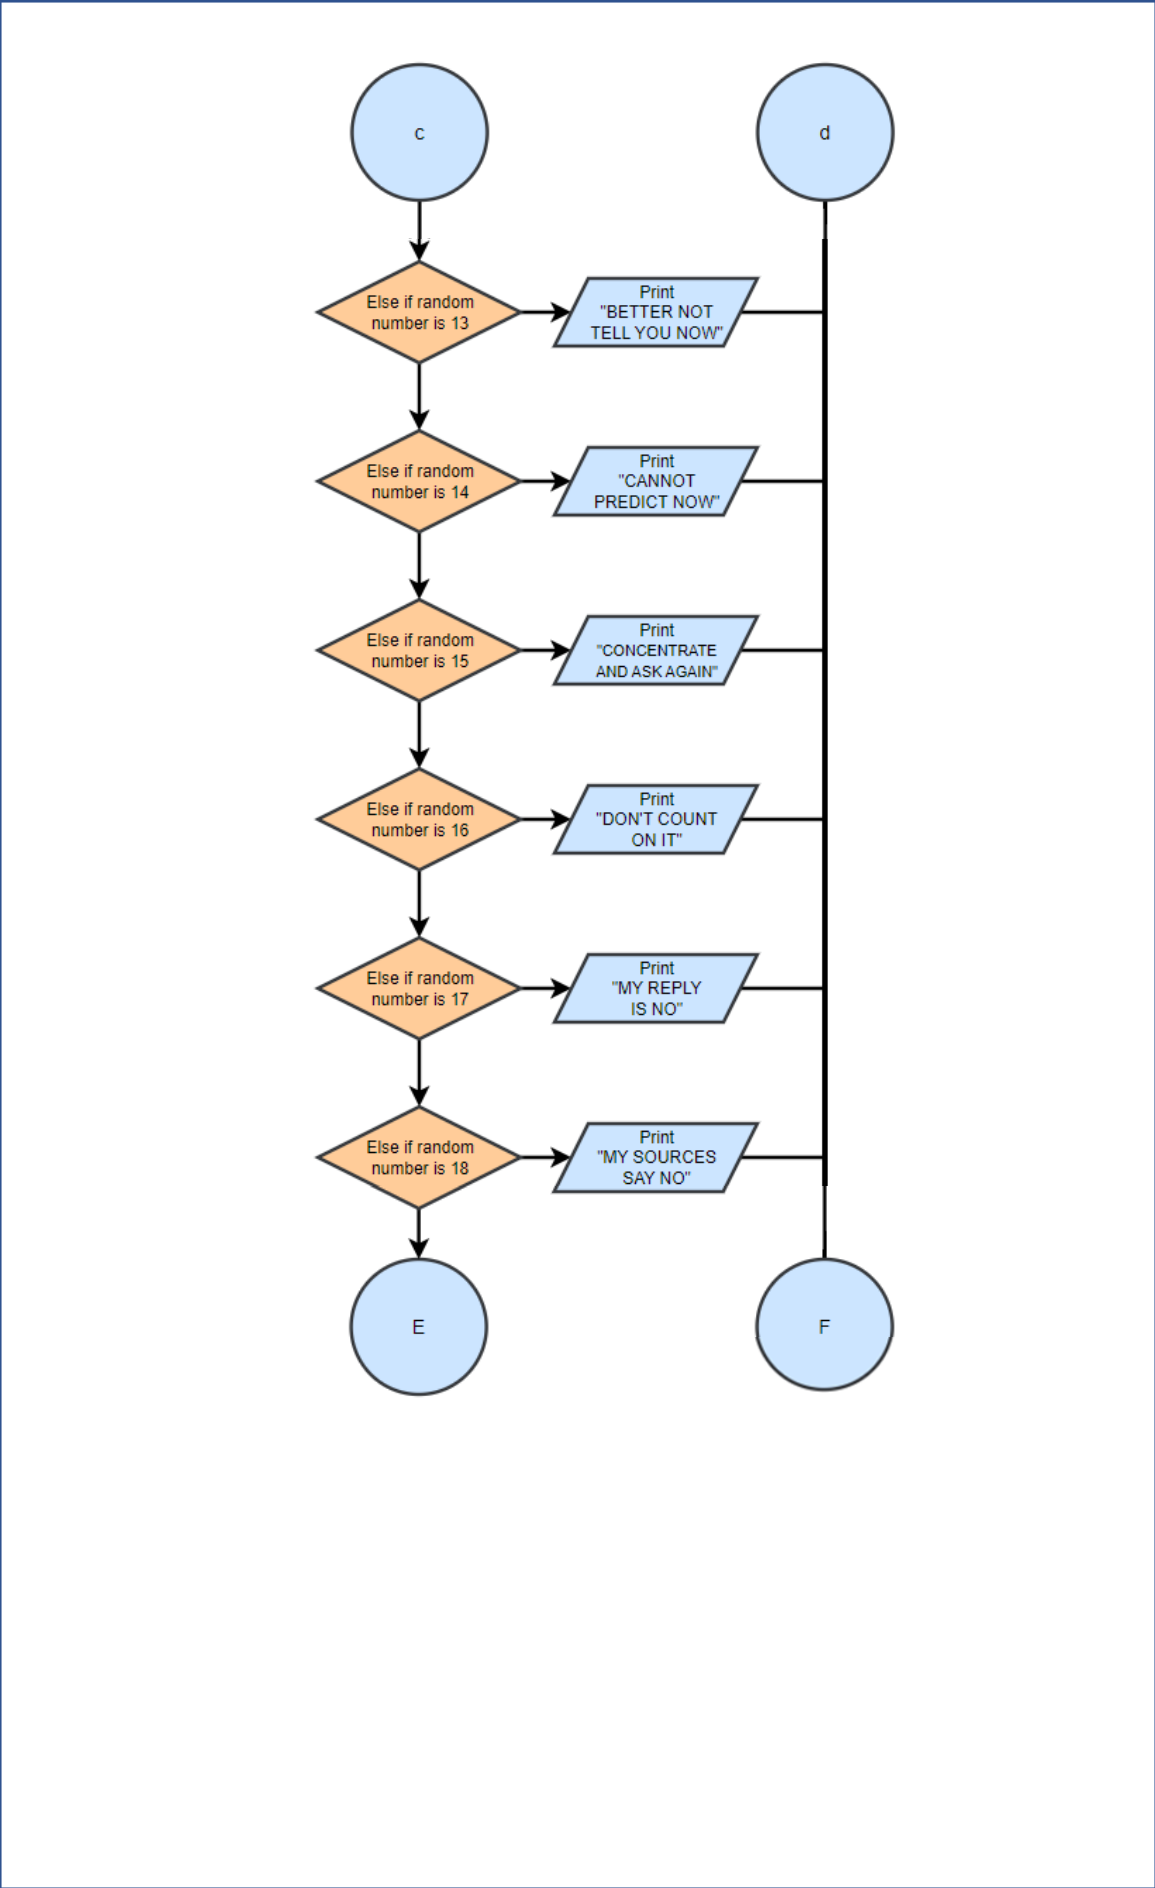 c
d
Else if random
number is 13
Print
"BETTER NOT
TELL YOU NOW"
Else if random
number is 14
Print
"CANNOT
PREDICT NOW"
Else if random
number is 15
Print
"CONCENTRATE
AND ASK AGAIN"
Else if random
number is 16
Print
"DON'T COUNT
ON IT"
Else if random
number is 17
Print
"MY REPLY
IS NO"
Else if random
number is 18
Print
"MY SOURCES
SAY NO"
E
F